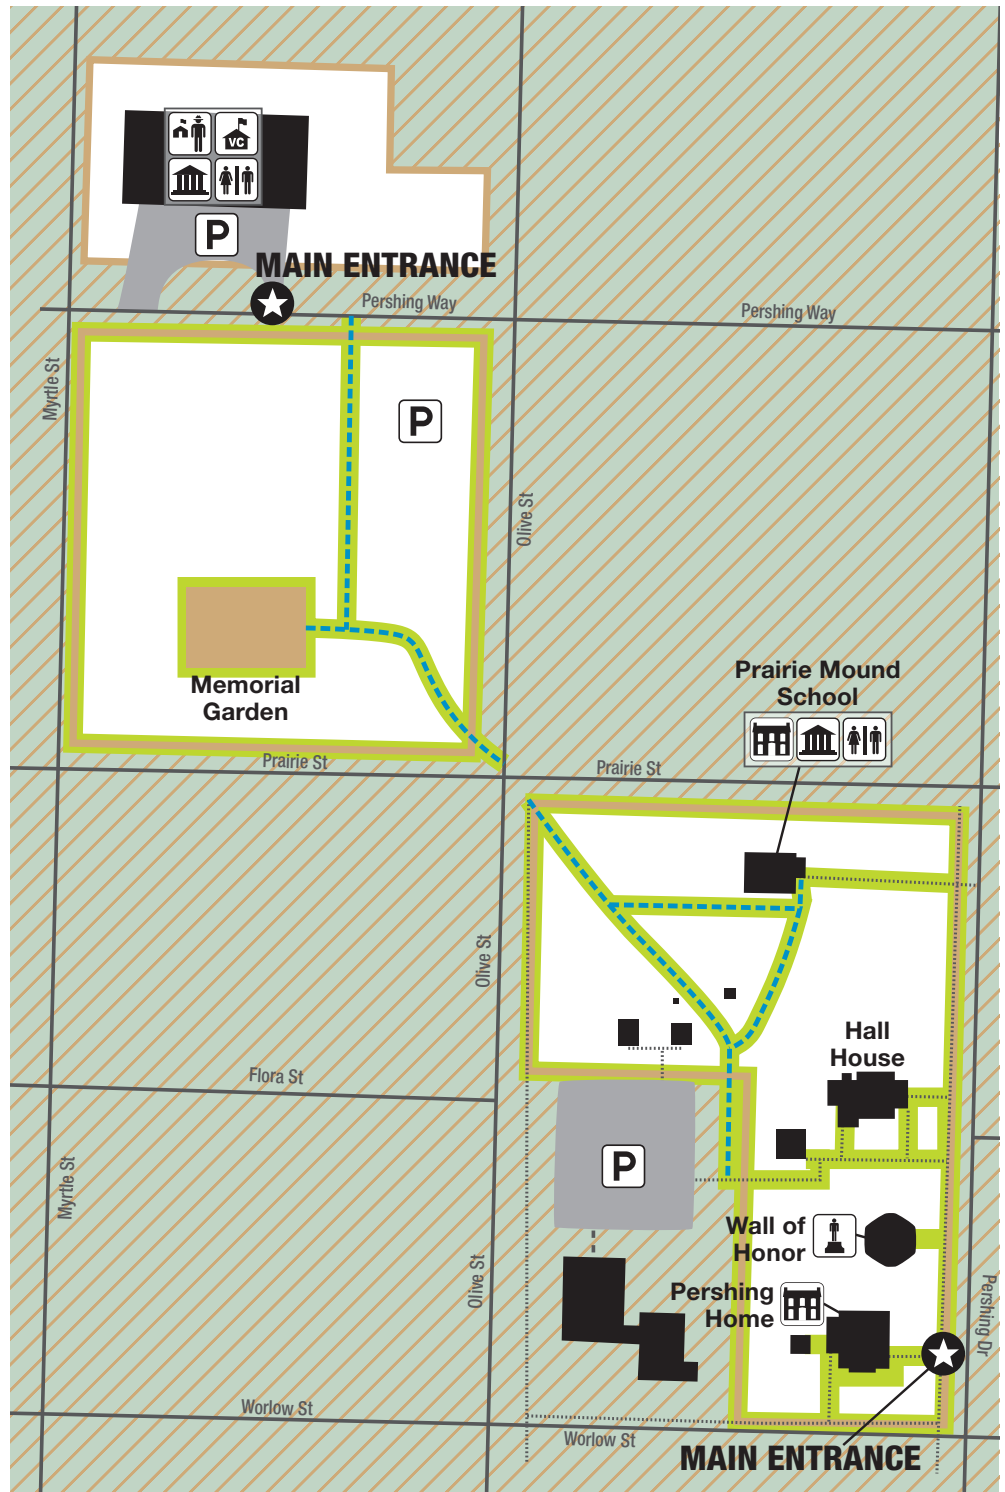 VC
P
MAIN ENTRANCE
Pershing Way
Pershing Way
Myrtle St
P
Olive St
Memorial
Garden
Prairie Mound
School
Prairie St
Prairie St
Olive St
Hall
House
Flora St
P
Myrtle St
Wall of
Honor
Olive St
Pershing
Home
Pershing Dr
Worlow St
Worlow St
MAIN ENTRANCE